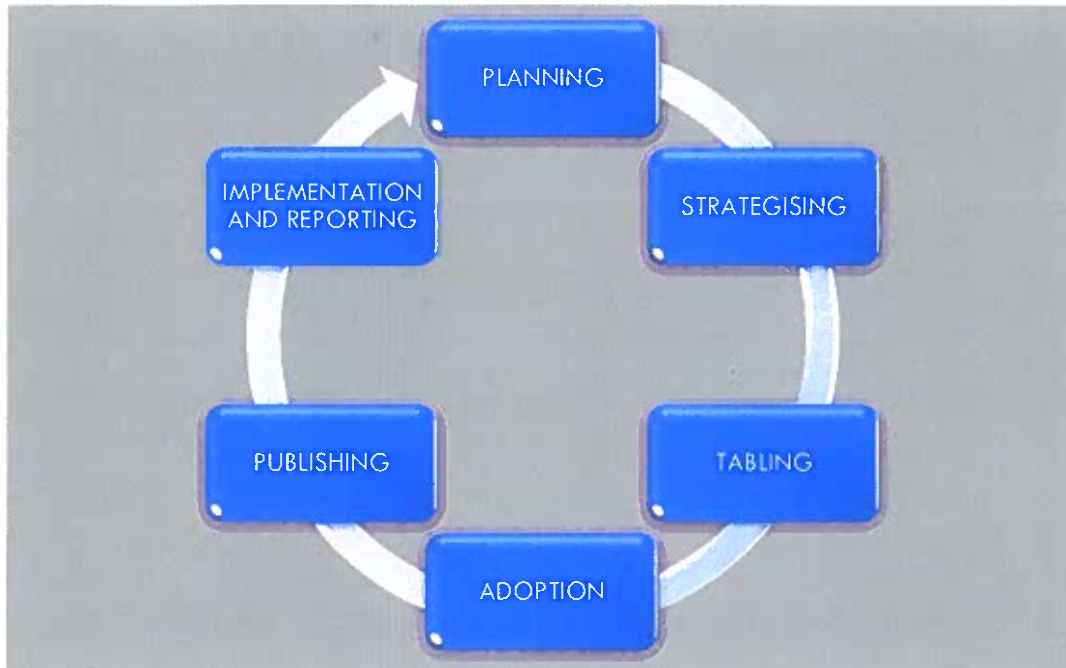 PLANNING
STRATEGISING
TABLING
ADOPTION
PUBLISHING
IMPLEMENTATION
AND REPORTING